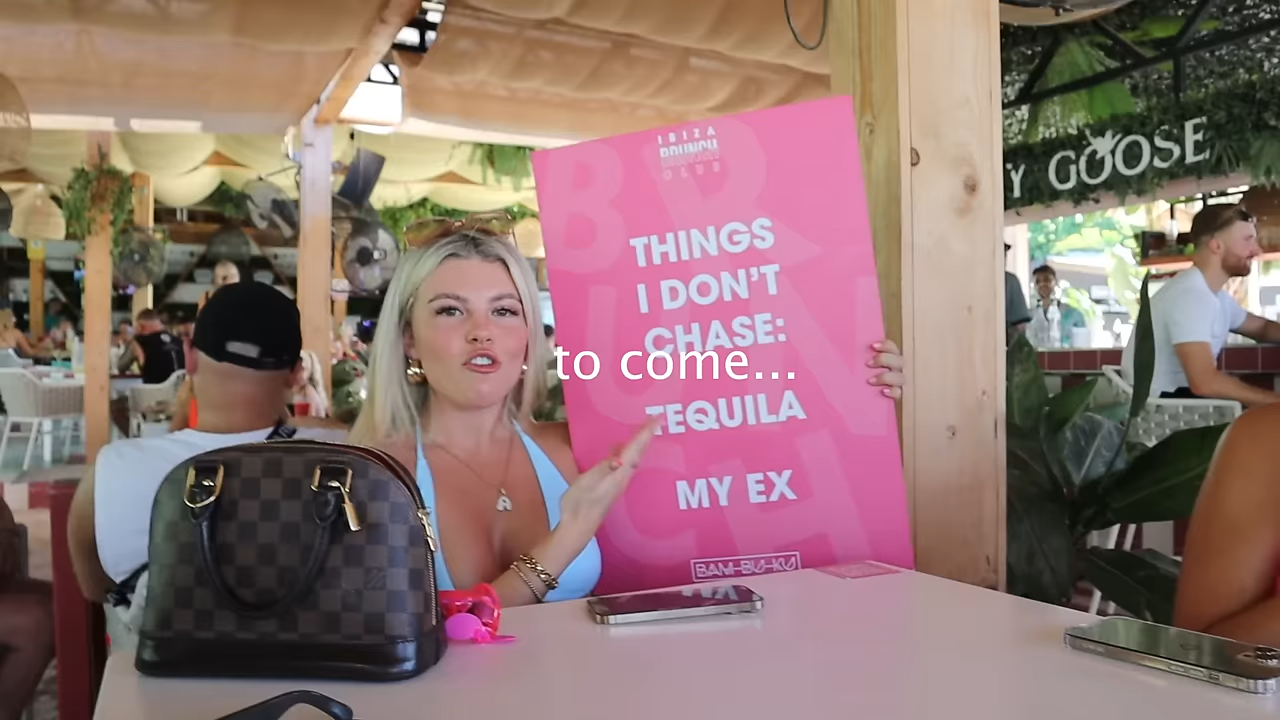 IBIZA
BRUNCH
CLUB
THINGS
I DON'T
CHASE:
to come...
TEQUILA
MY EX
BAM-BU-KU
Y GOOSE